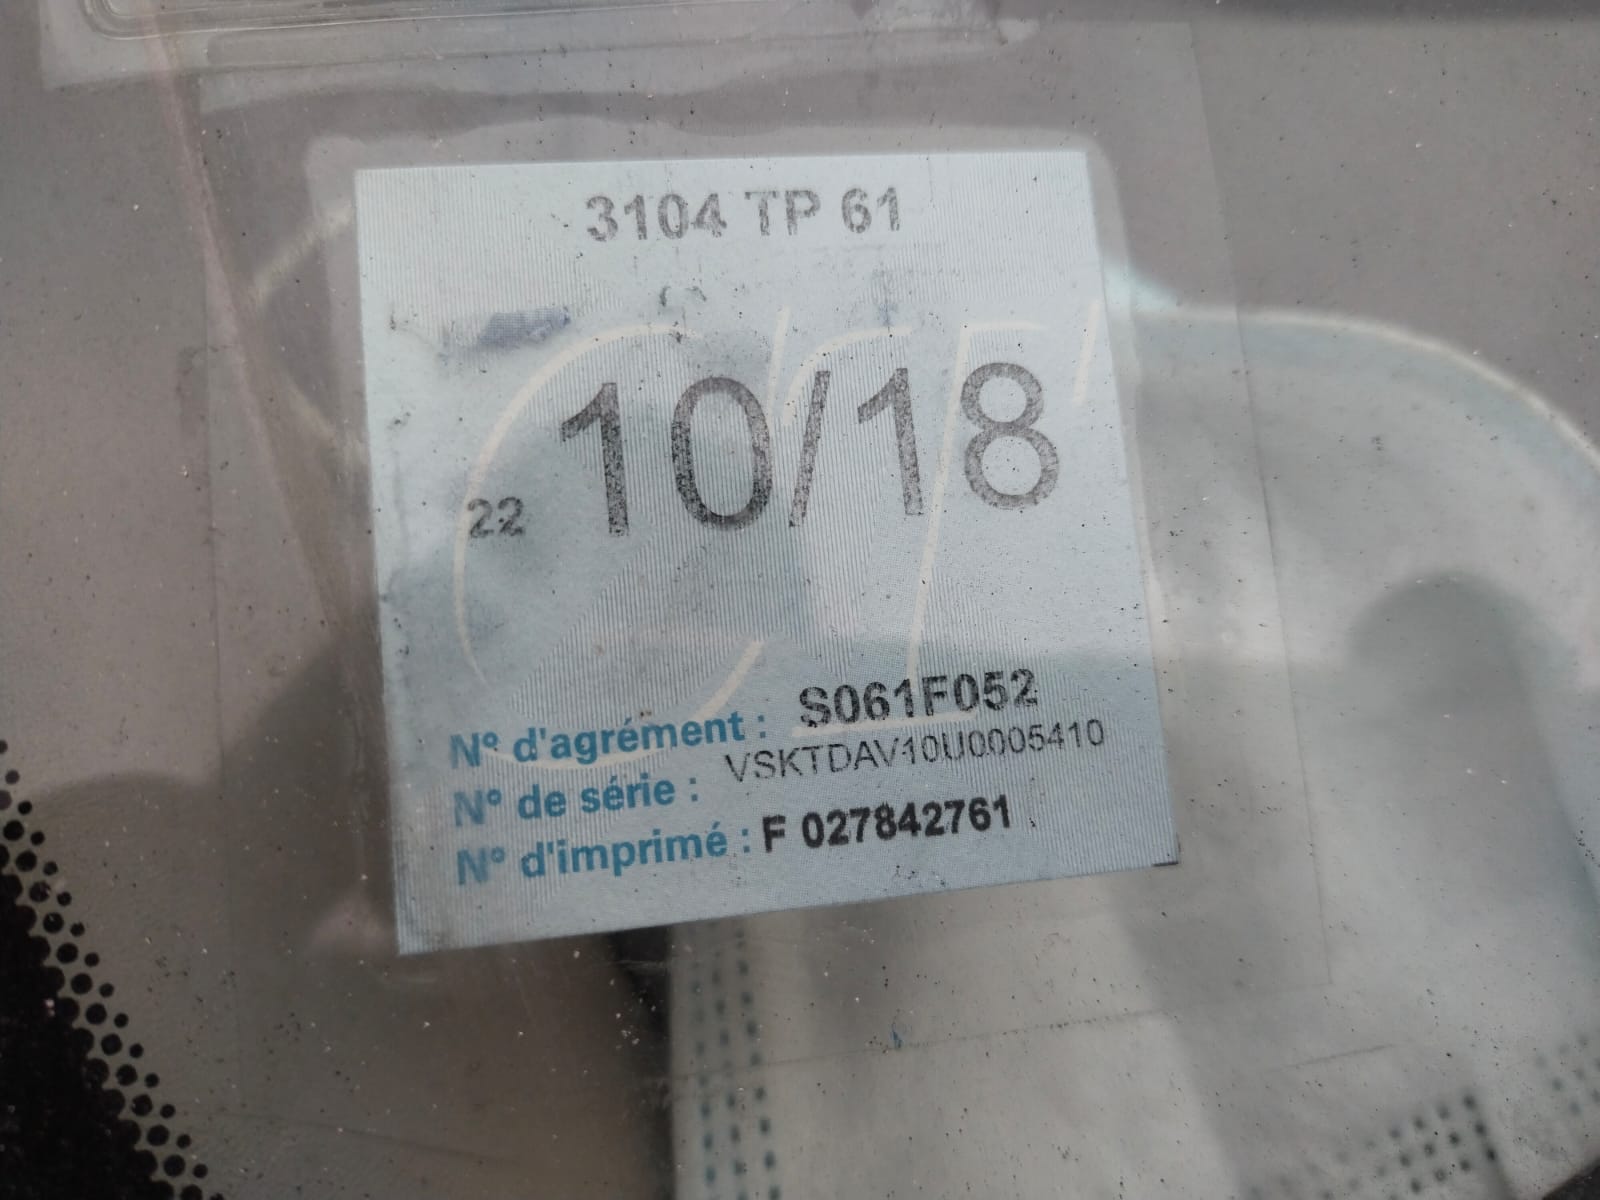 3104 TP 61
22 10/18
N° d'agrément : S061F052
N° de série : VSKTDAV10U0005410
N° d'imprimé : F 027842761